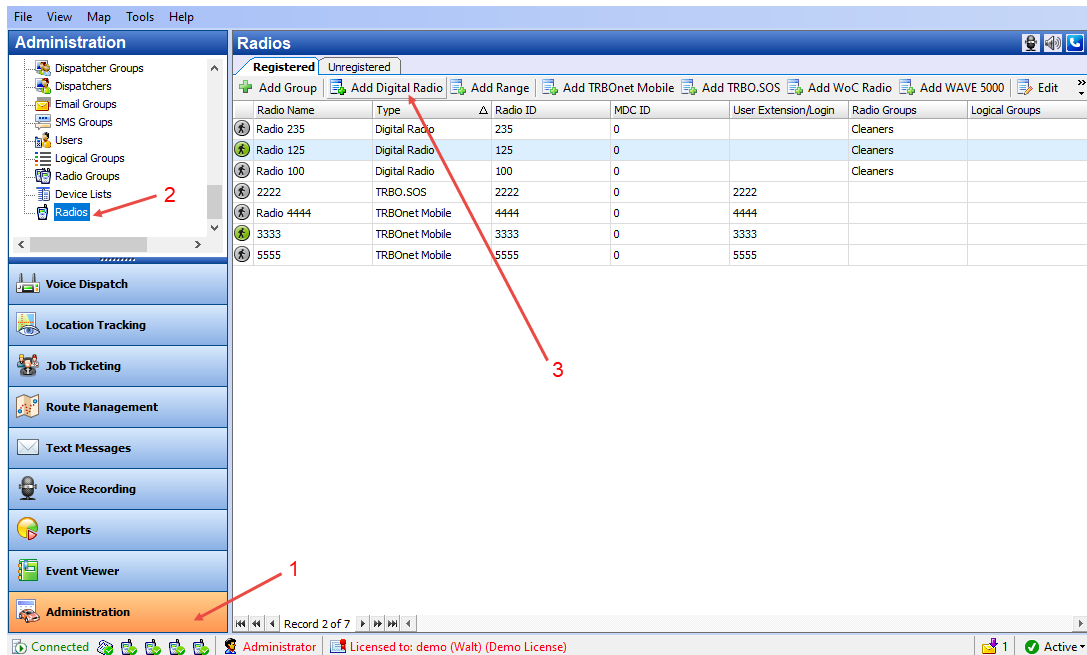 File View Map Tools Help
Administration
Dispatcher Groups
Dispatchers
Email Groups
SMS Groups
Users
Logical Groups
Radio Groups
Device Lists
Radios
2
Voice Dispatch
Location Tracking
Job Ticketing
Route Management
Text Messages
Voice Recording
Reports
Event Viewer
Administration
1
Radios
Registered Unregistered
Add Group Add Digital Radio Add Range Add TRBOnet Mobile Add TRBO.SOS Add WoC Radio Add WAVE 5000 Edit
Radio Name Type Radio ID MDC ID User Extension/Login Radio Groups Logical Groups
Radio 235 Digital Radio 235 0 Cleaners
Radio 125 Digital Radio 125 0 Cleaners
Radio 100 Digital Radio 100 0 Cleaners
2222 TRBO.SOS 2222 0 2222
Radio 4444 TRBOnet Mobile 4444 0 4444
3333 TRBOnet Mobile 3333 0 3333
5555 TRBOnet Mobile 5555 0 5555
3
Record 2 of 7
Connected Administrator Licensed to: demo (Walt) (Demo License) 1 Active